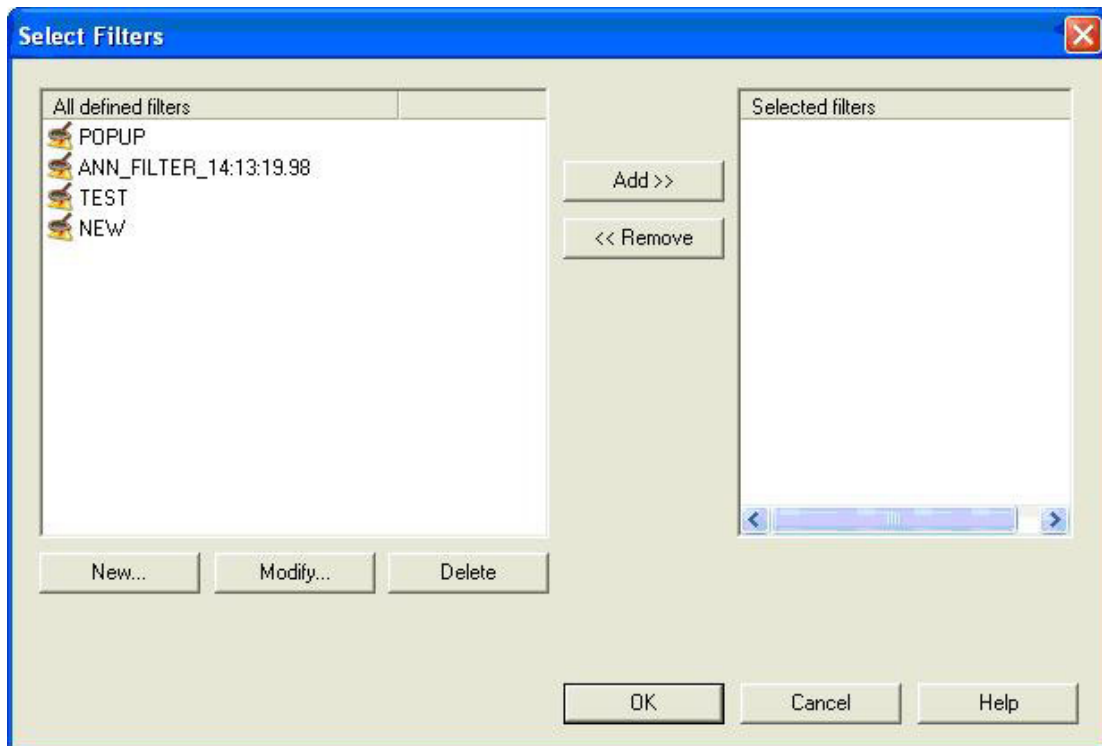 Select Filters
All defined filters
POPUP
ANN_FILTER_14:13:19.98
TEST
NEW
Add >>
<< Remove
Selected filters
New...
Modify...
Delete
OK
Cancel
Help